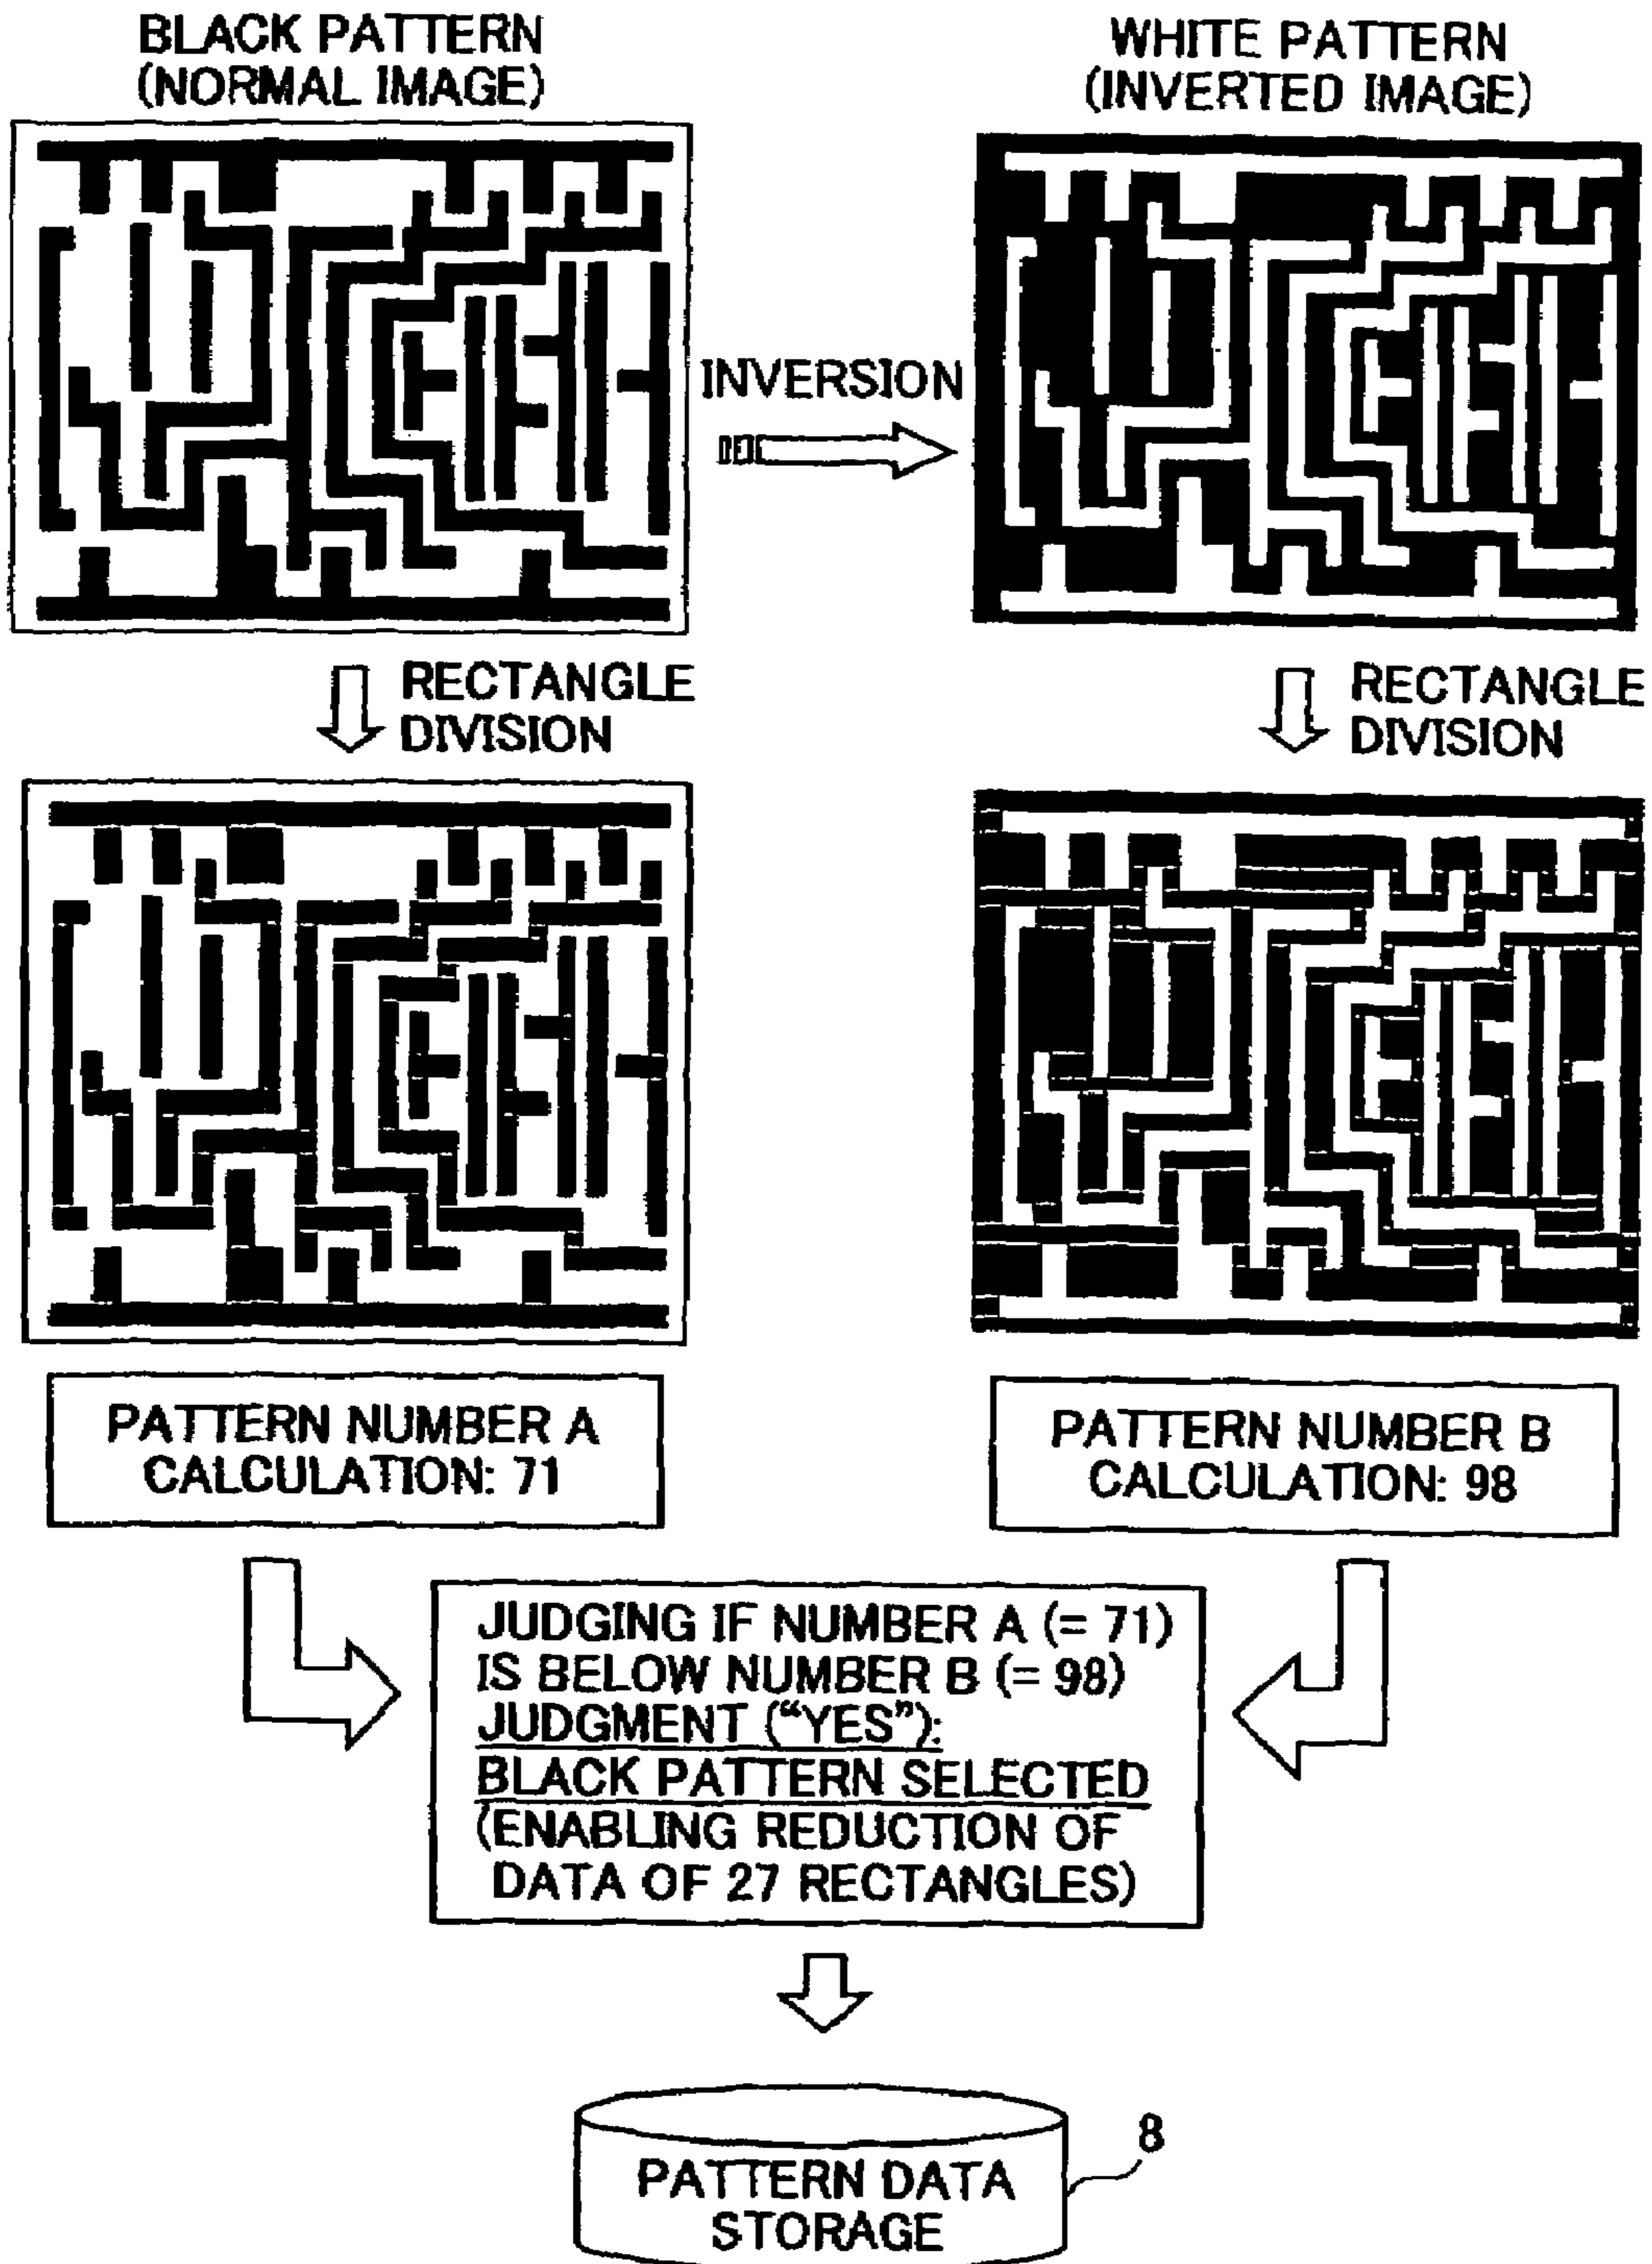 BLACK PATTERN
(NORMAL IMAGE)
WHITE PATTERN
(INVERTED IMAGE)
INVERSION
RECTANGLE
DIVISION
RECTANGLE
DIVISION
PATTERN NUMBER A
CALCULATION: 71
PATTERN NUMBER B
CALCULATION: 98
JUDGING IF NUMBER A (= 71)
IS BELOW NUMBER B (= 98)
JUDGMENT (“YES”):
BLACK PATTERN SELECTED
(ENABLING REDUCTION OF
DATA OF 27 RECTANGLES)
8
PATTERN DATA
STORAGE